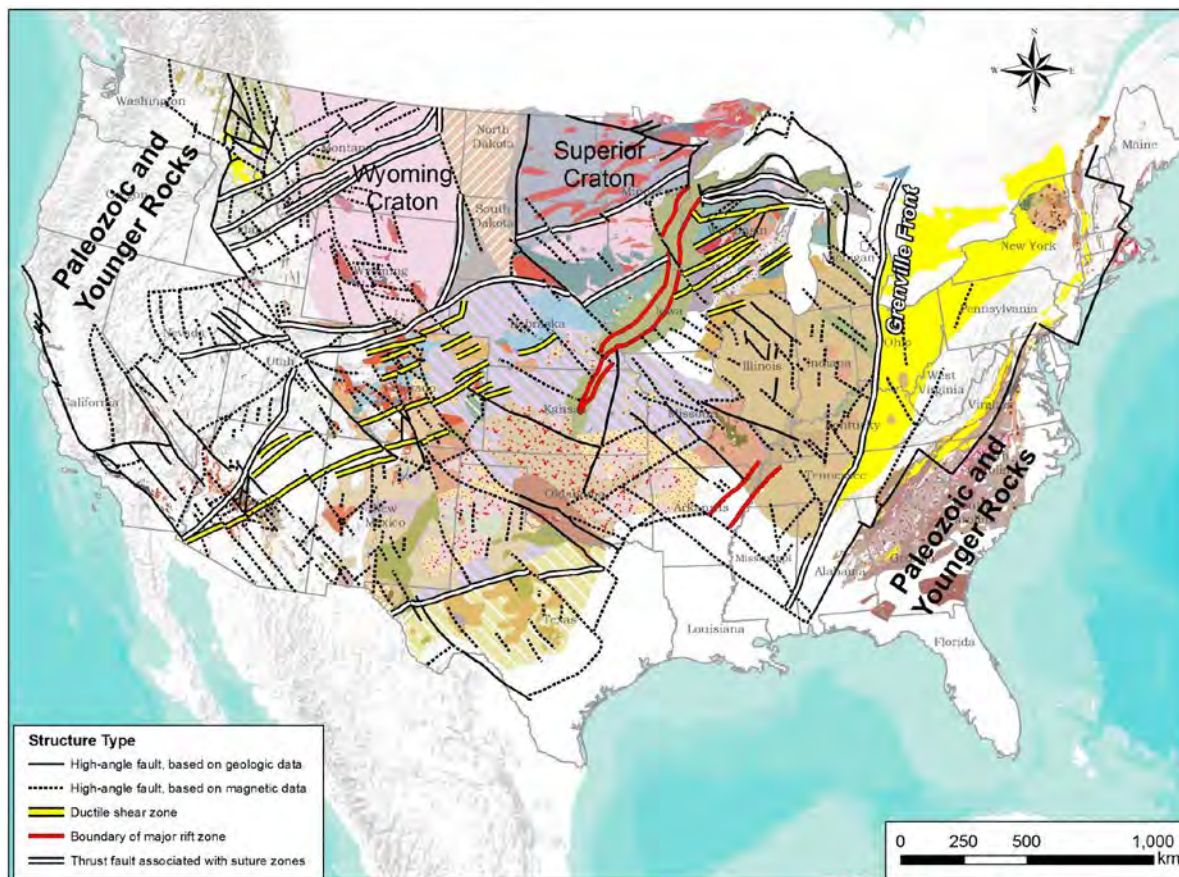 N
W
E
S
Washington
Montana
North
Dakota
Superior
Craton
Maine
Wyoming
Craton
Paleozoic and
Younger Rocks
South
Dakota
New York
Wyoming
Grenville Front
Pennsylvania
Nevada
Utah
Nebraska
Iowa
Ohio
Illinois
Indiana
West
Virginia
California
Kansas
Missouri
Kentucky
Virginia
New
Mexico
Oklahoma
Arkansas
Tennessee
Mississippi
Alabama
Paleozoic and
Younger Rocks
Texas
Louisiana
Florida
Structure Type
High-angle fault, based on geologic data
High-angle fault, based on magnetic data
Ductile shear zone
Boundary of major rift zone
Thrust fault associated with suture zones
0 250 500 1,000
km